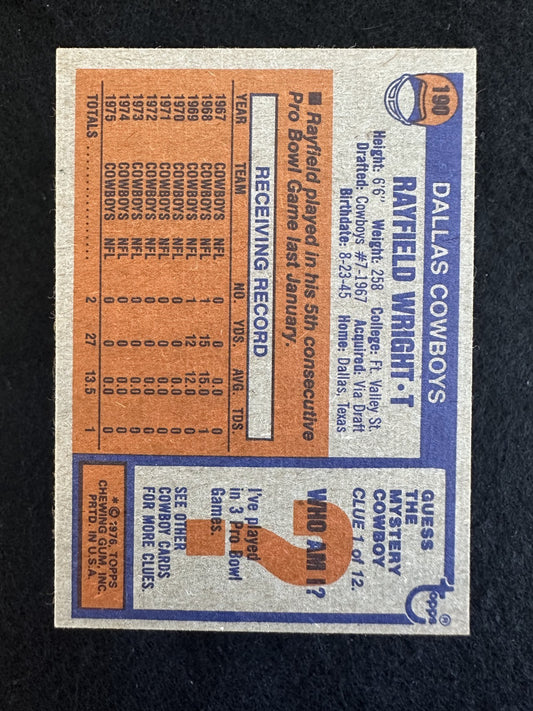 190
DALLAS COWBOYS
RAYFIELD WRIGHT • T
Height: 6'6" Weight: 258 College: Ft. Valley St.
Drafted: Cowboys #7-1967 Acquired: Via Draft
Birthdate: 8-23-45 Home: Dallas, Texas
■ Rayfield played in his 5th consecutive
Pro Bowl Game last January.
RECEIVING RECORD
YEAR TEAM NO. YDS. AVG. TDS
1967 COWBOYS NFL 0 0 0.0 0
1968 COWBOYS NFL 1 15 15.0 1
1969 COWBOYS NFL 1 12 12.0 0
1970 COWBOYS NFL 0 0 0.0 0
1971 COWBOYS NFL 0 0 0.0 0
1972 COWBOYS NFL 0 0 0.0 0
1973 COWBOYS NFL 0 0 0.0 0
1974 COWBOYS NFL 0 0 0.0 0
1975 COWBOYS NFL 0 0 0.0 0
TOTALS 2 27 13.5 1
Topps®
GUESS
THE
MYSTERY
COWBOY
CLUE 1 of 12.
?
WHO AM I?
I've played
in 3 Pro Bowl
Games.
SEE OTHER
COWBOY CARDS
FOR MORE CLUES.
* © 1976, TOPPS
CHEWING GUM, INC.
PRTD. IN U.S.A.